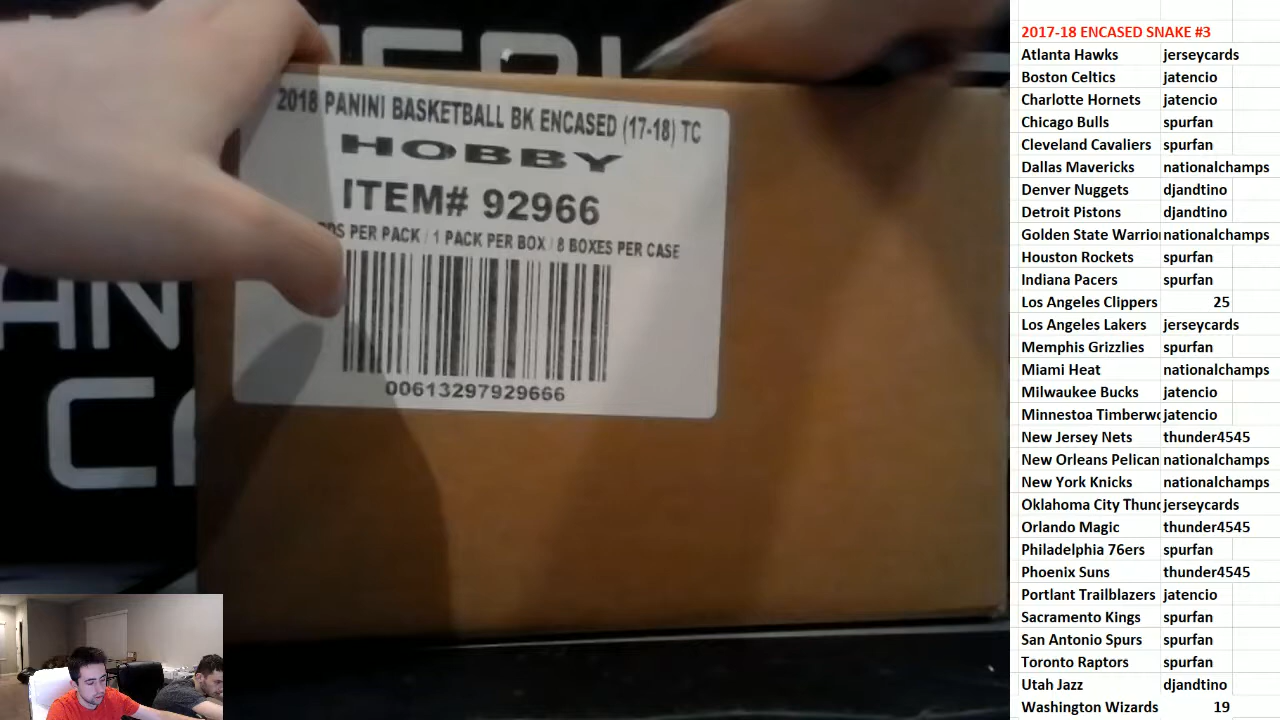 2018 PANINI BASKETBALL BK ENCASED (17-18) TC
HOBBY
ITEM# 92966
PER PACK / 1 PACK PER BOX / 8 BOXES PER CASE
00613297929666
2017-18 ENCASED SNAKE #3
Atlanta Hawks jerseycards
Boston Celtics jatencio
Charlotte Hornets jatencio
Chicago Bulls spurfan
Cleveland Cavaliers spurfan
Dallas Mavericks nationalchamps
Denver Nuggets djandtino
Detroit Pistons djandtino
Golden State Warrior nationalchamps
Houston Rockets spurfan
Indiana Pacers spurfan
Los Angeles Clippers 25
Los Angeles Lakers jerseycards
Memphis Grizzlies spurfan
Miami Heat nationalchamps
Milwaukee Bucks jatencio
Minnestoa Timberwo jatencio
New Jersey Nets thunder4545
New Orleans Pelican nationalchamps
New York Knicks nationalchamps
Oklahoma City Thund jerseycards
Orlando Magic thunder4545
Philadelphia 76ers spurfan
Phoenix Suns thunder4545
Portlant Trailblazers jatencio
Sacramento Kings spurfan
San Antonio Spurs spurfan
Toronto Raptors spurfan
Utah Jazz djandtino
Washington Wizards 19